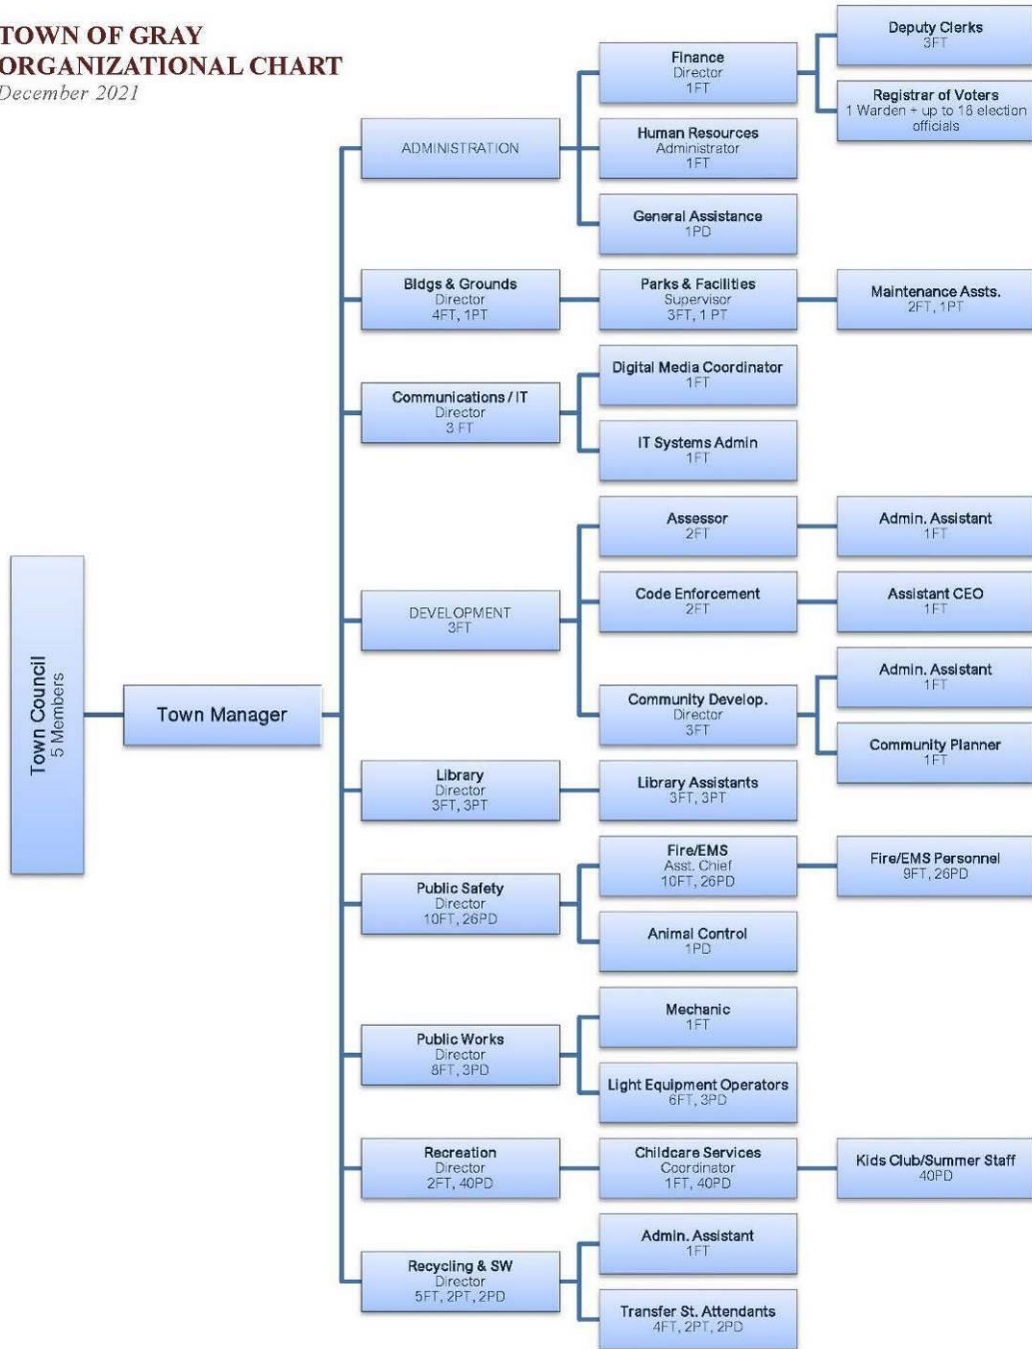 TOWN OF GRAY
ORGANIZATIONAL CHART
December 2021
Town Council
5 Members
Town Manager
ADMINISTRATION
Finance
Director
1FT
Deputy Clerks
3FT
Registrar of Voters
1 Warden + up to 16 election
officials
Human Resources
Administrator
1FT
General Assistance
1PD
Bldgs & Grounds
Director
4FT, 1PT
Parks & Facilities
Supervisor
3FT, 1 PT
Maintenance Assts.
2FT, 1PT
Communications / IT
Director
3 FT
Digital Media Coordinator
1FT
IT Systems Admin
1FT
DEVELOPMENT
3FT
Assessor
2FT
Admin. Assistant
1FT
Code Enforcement
2FT
Assistant CEO
1FT
Community Develop.
Director
3FT
Admin. Assistant
1FT
Community Planner
1FT
Library
Director
3FT, 3PT
Library Assistants
3FT, 3PT
Public Safety
Director
10FT, 26PD
Fire/EMS
Asst. Chief
10FT, 26PD
Fire/EMS Personnel
9FT, 26PD
Animal Control
1PD
Public Works
Director
8FT, 3PD
Mechanic
1FT
Light Equipment Operators
6FT, 3PD
Recreation
Director
2FT, 40PD
Childcare Services
Coordinator
1FT, 40PD
Kids Club/Summer Staff
40PD
Recycling & SW
Director
5FT, 2PT, 2PD
Admin. Assistant
1FT
Transfer St. Attendants
4FT, 2PT, 2PD